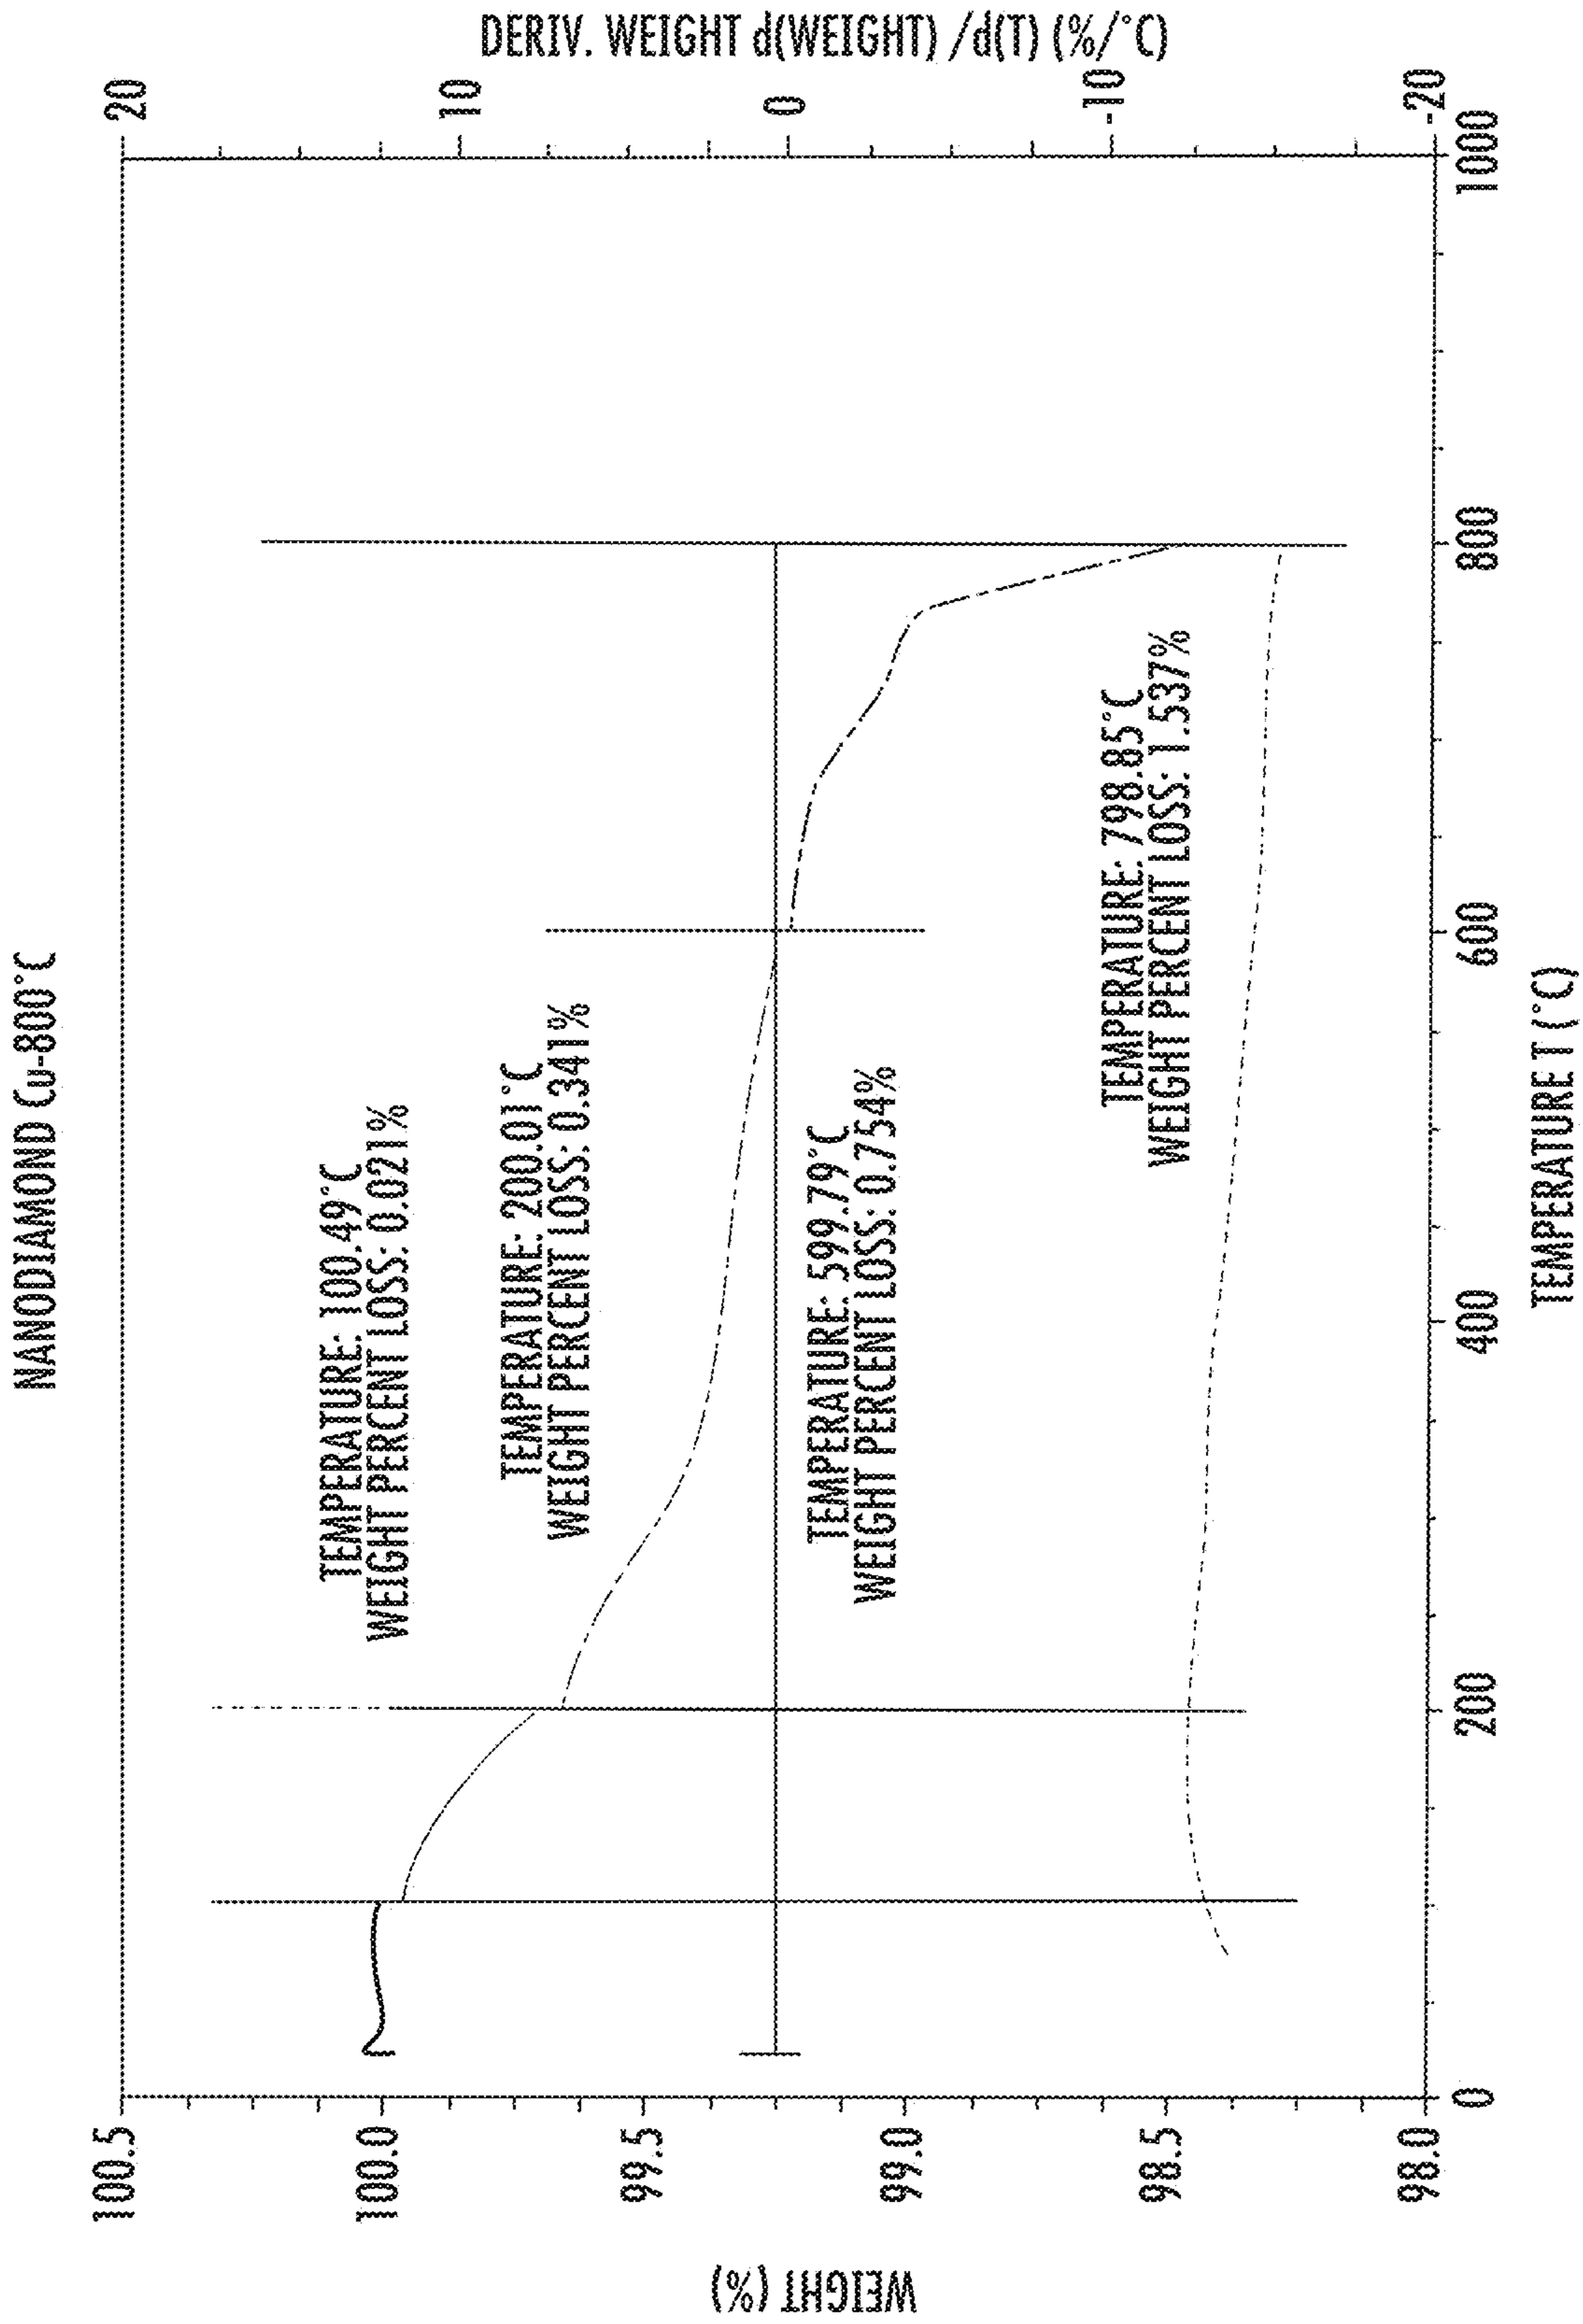 NANODIAMOND Cu-800°C
WEIGHT (%)
100.5
100.0
99.5
99.0
98.5
98.0
TEMPERATURE: 100.49°C
WEIGHT PERCENT LOSS: 0.021%
TEMPERATURE: 200.01°C
WEIGHT PERCENT LOSS: 0.341%
TEMPERATURE: 599.79°C
WEIGHT PERCENT LOSS: 0.754%
TEMPERATURE: 798.85°C
WEIGHT PERCENT LOSS: 1.537%
20
10
0
-10
-20
DERIV. WEIGHT d(WEIGHT) /d(T) (%/°C)
0
200
400
600
800
1000
TEMPERATURE T (°C)